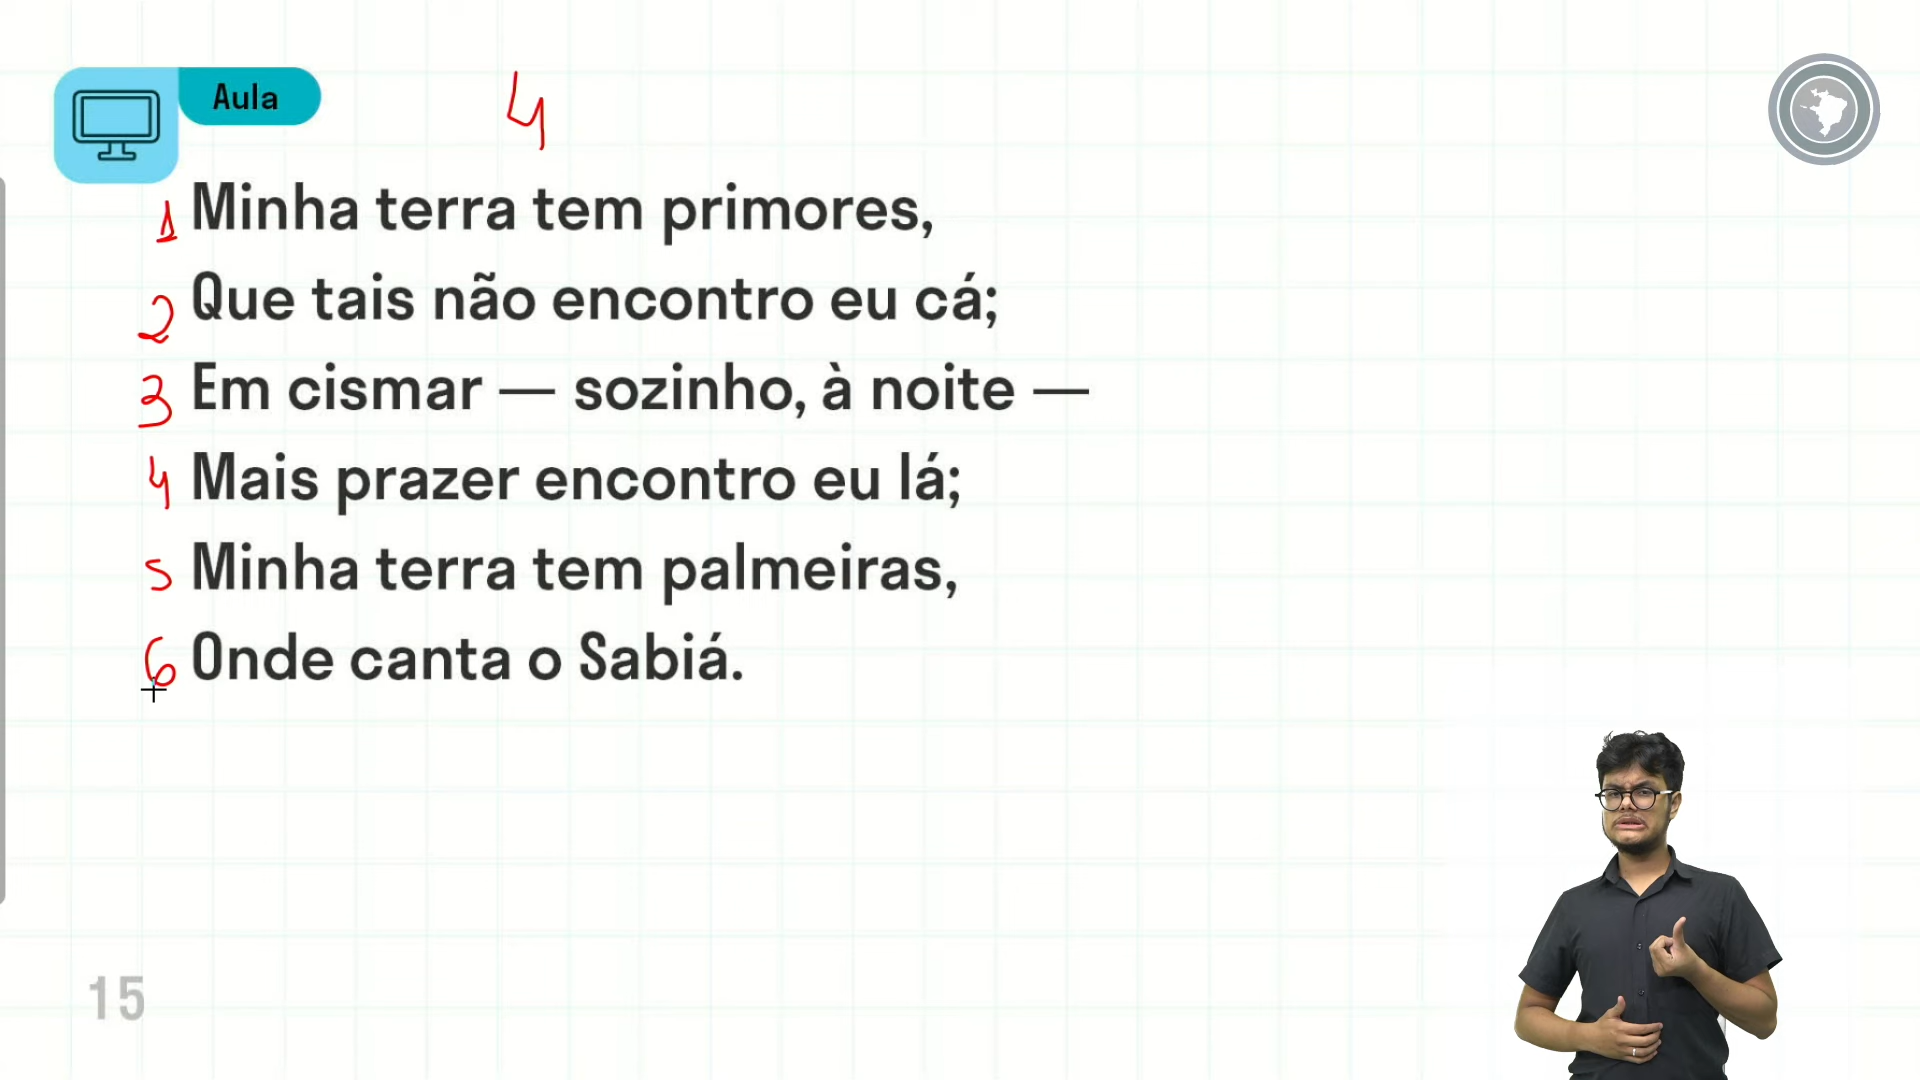 Aula
4
1 Minha terra tem primores,
2 Que tais não encontro eu cá;
3 Em cismar — sozinho, à noite —
4 Mais prazer encontro eu lá;
5 Minha terra tem palmeiras,
6 Onde canta o Sabiá.
15